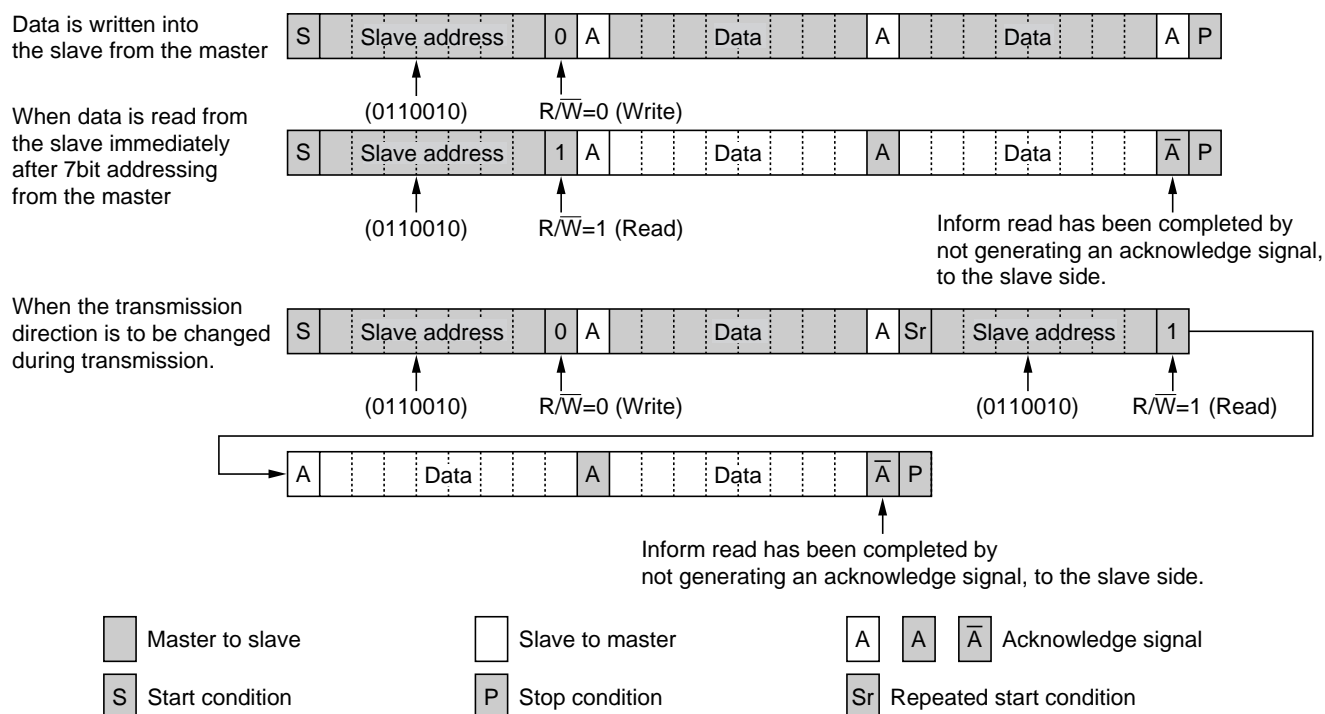 Data is written into
the slave from the master
S Slave address 0 A Data A Data A P
(0110010) R/W̅=0 (Write)
When data is read from
the slave immediately
after 7bit addressing
from the master
S Slave address 1 A Data A Data A̅ P
(0110010) R/W̅=1 (Read)
Inform read has been completed by
not generating an acknowledge signal,
to the slave side.
When the transmission
direction is to be changed
during transmission.
S Slave address 0 A Data A Sr Slave address 1
(0110010) R/W̅=0 (Write) (0110010) R/W̅=1 (Read)
A Data A Data A̅ P
Inform read has been completed by
not generating an acknowledge signal, to the slave side.
Master to slave Slave to master A A A̅ Acknowledge signal
S Start condition P Stop condition Sr Repeated start condition